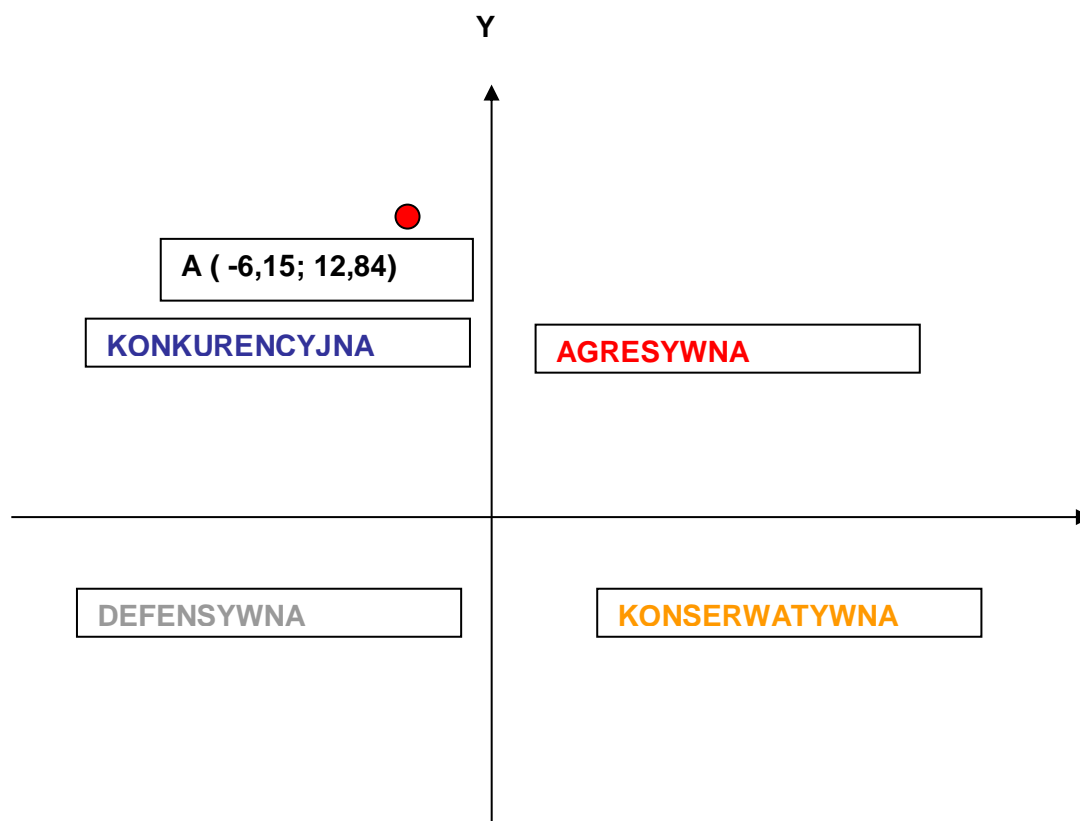 Y
A ( -6,15; 12,84)
KONKURENCYJNA
AGRESYWNA
DEFENSYWNA
KONSERWATYWNA